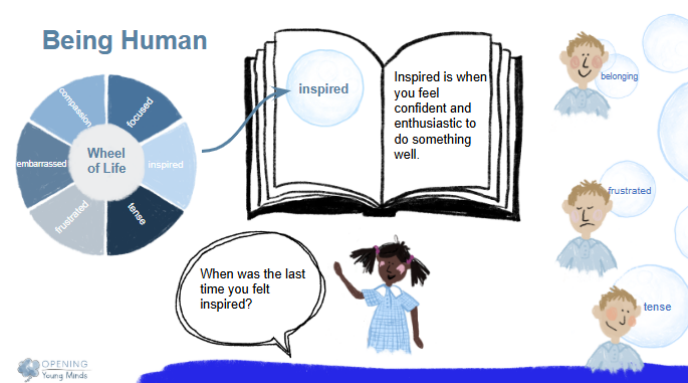 Being Human
compassion
focused
embarrassed
Wheel
of Life
inspired
frustrated
tense
inspired
Inspired is when
you feel
confident and
enthusiastic to
do something
well.
When was the last
time you felt
inspired?
belonging
frustrated
tense
OPENING
Young Minds